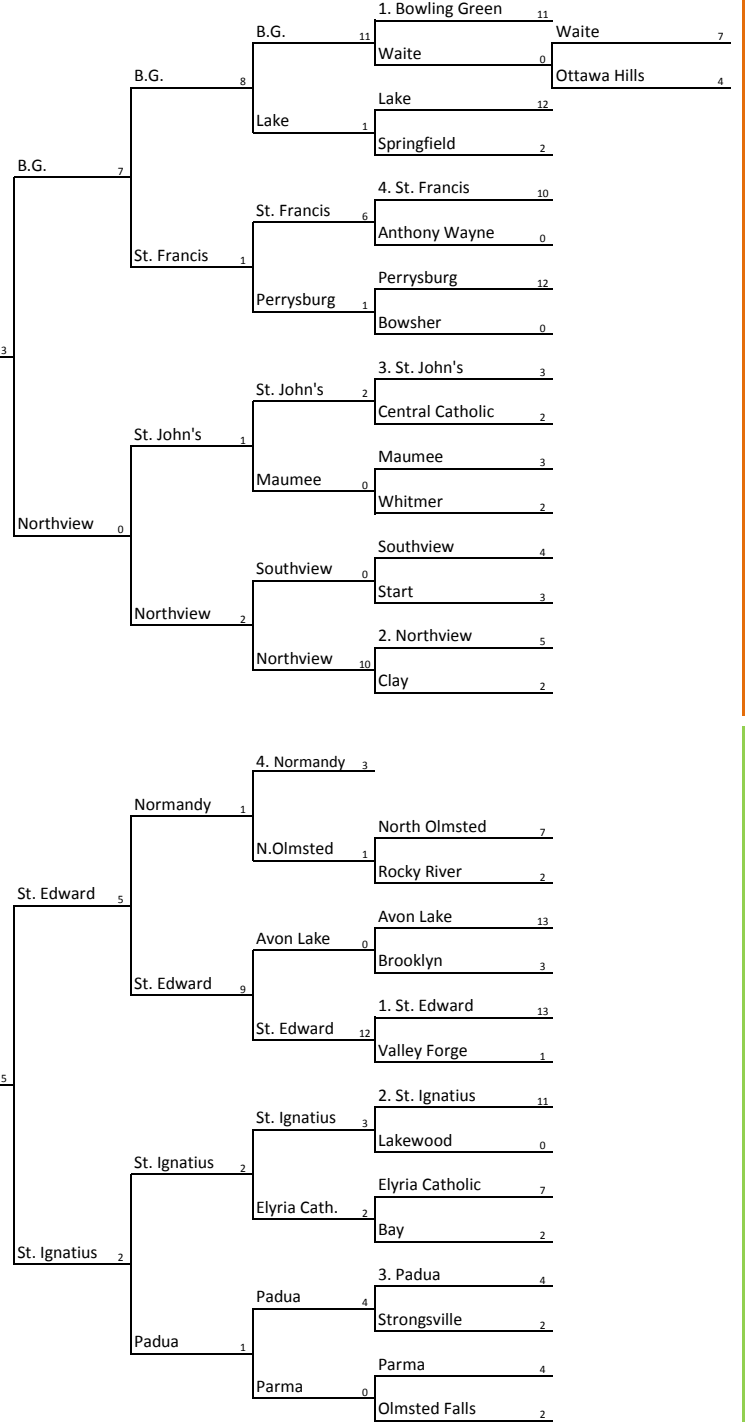 1. Bowling Green 11
B.G. 11 Waite 7
Waite 0
B.G. 8 Ottawa Hills 4
Lake 12
Lake 1
Springfield 2
B.G. 7
4. St. Francis 10
St. Francis 6
Anthony Wayne 0
St. Francis 1
Perrysburg 12
Perrysburg 1
Bowsher 0
3
3. St. John's 3
St. John's 2
Central Catholic 2
St. John's 1
Maumee 3
Maumee 0
Whitmer 2
Northview 0
Southview 4
Southview 0
Start 3
Northview 2
2. Northview 5
Northview 10
Clay 2
4. Normandy 3
Normandy 1
North Olmsted 7
N.Olmsted 1
Rocky River 2
St. Edward 5
Avon Lake 13
Avon Lake 0
Brooklyn 3
St. Edward 9
1. St. Edward 13
St. Edward 12
Valley Forge 1
5
2. St. Ignatius 11
St. Ignatius 3
Lakewood 0
St. Ignatius 2
Elyria Catholic 7
Elyria Cath. 2
Bay 2
St. Ignatius 2
3. Padua 4
Padua 4
Strongsville 2
Padua 1
Parma 4
Parma 0
Olmsted Falls 2